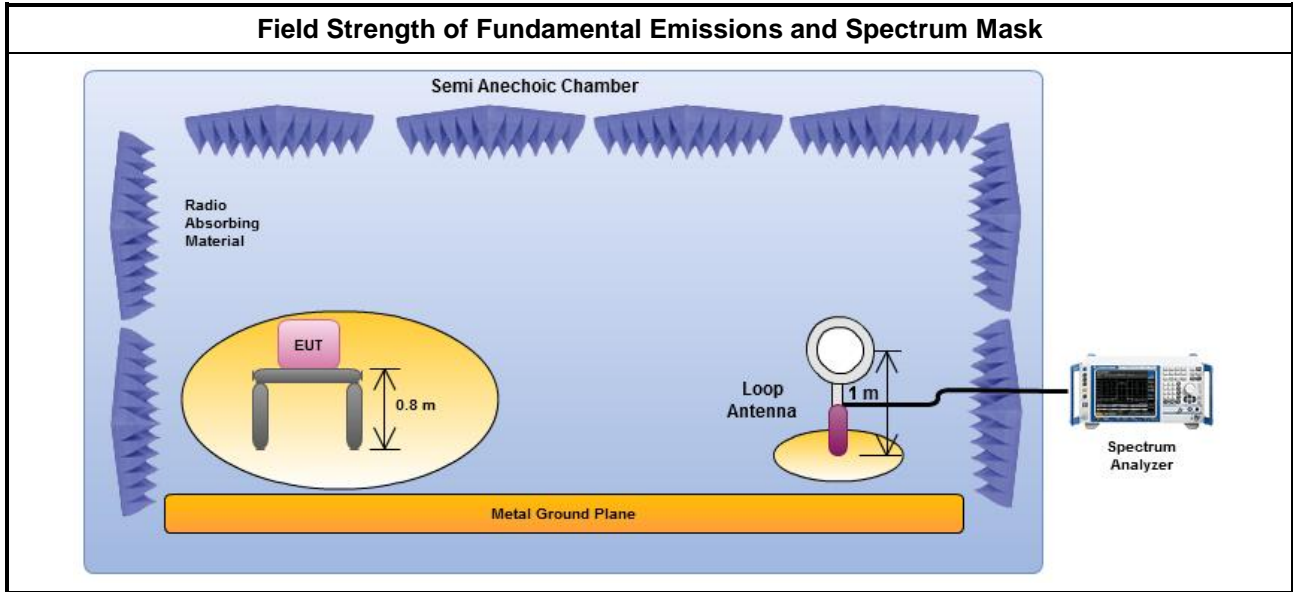 Field Strength of Fundamental Emissions and Spectrum Mask
Semi Anechoic Chamber
Radio
Absorbing
Material
EUT
0.8 m
Loop
Antenna
1 m
Spectrum
Analyzer
Metal Ground Plane